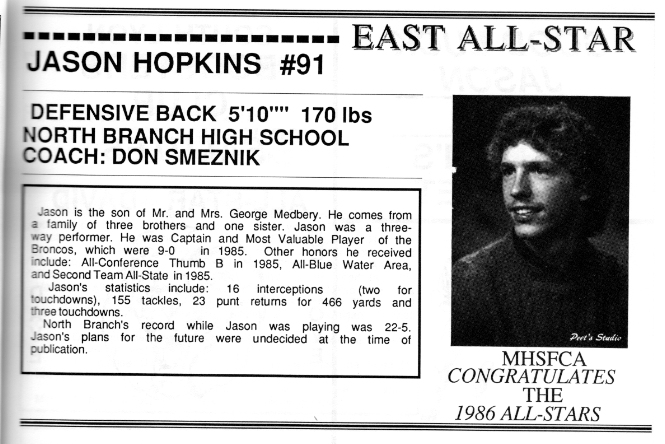 EAST ALL-STAR
JASON HOPKINS #91
DEFENSIVE BACK 5'10"" 170 lbs
NORTH BRANCH HIGH SCHOOL
COACH: DON SMEZNIK
Jason is the son of Mr. and Mrs. George Medbery. He comes from
a family of three brothers and one sister. Jason was a three-
way performer. He was Captain and Most Valuable Player of the
Broncos, which were 9-0 in 1985. Other honors he received
include: All-Conference Thumb B in 1985, All-Blue Water Area,
and Second Team All-State in 1985.
Jason's statistics include: 16 interceptions (two for
touchdowns), 155 tackles, 23 punt returns for 466 yards and
three touchdowns.
North Branch's record while Jason was playing was 22-5.
Jason's plans for the future were undecided at the time of
publication.
Peet's Studio
MHSFCA
CONGRATULATES
THE
1986 ALL-STARS